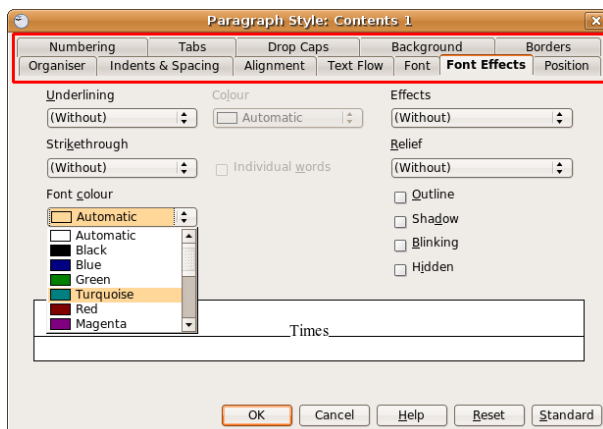 Paragraph Style: Contents 1
Numbering Tabs Drop Caps Background Borders
Organiser Indents & Spacing Alignment Text Flow Font Font Effects Position
Underlining Colour Effects
(Without) Automatic (Without)
Strikethrough Relief
(Without) Individual words (Without)
Font colour Outline
Automatic Shadow
Automatic
Black Blinking
Blue
Green Hidden
Turquoise
Red
Magenta
Times
OK Cancel Help Reset Standard